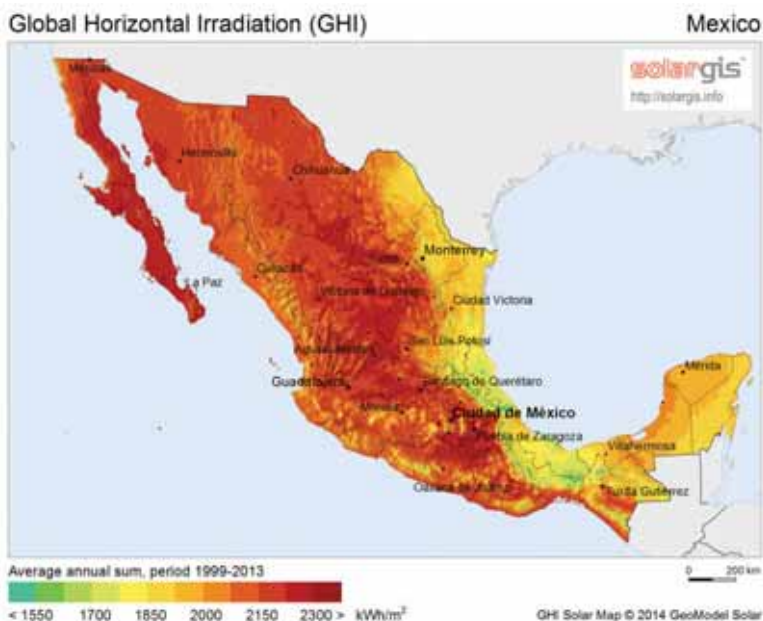 Global Horizontal Irradiation (GHI) Mexico
solargis
http://solargis.info
Mexicali
Hermosillo
Chihuahua
Monterrey
Culiacán
La Paz
Ciudad Victoria
San Luis Potosí
Guadalajara
Santiago de Querétaro
Mérida
Ciudad de México
Puebla de Zaragoza
Villahermosa
Tuxtla Gutiérrez
Average annual sum, period 1999-2013
0 200 km
< 1550 1700 1850 2000 2150 2300 > kWh/m²
GHI Solar Map © 2014 GeoModel Solar